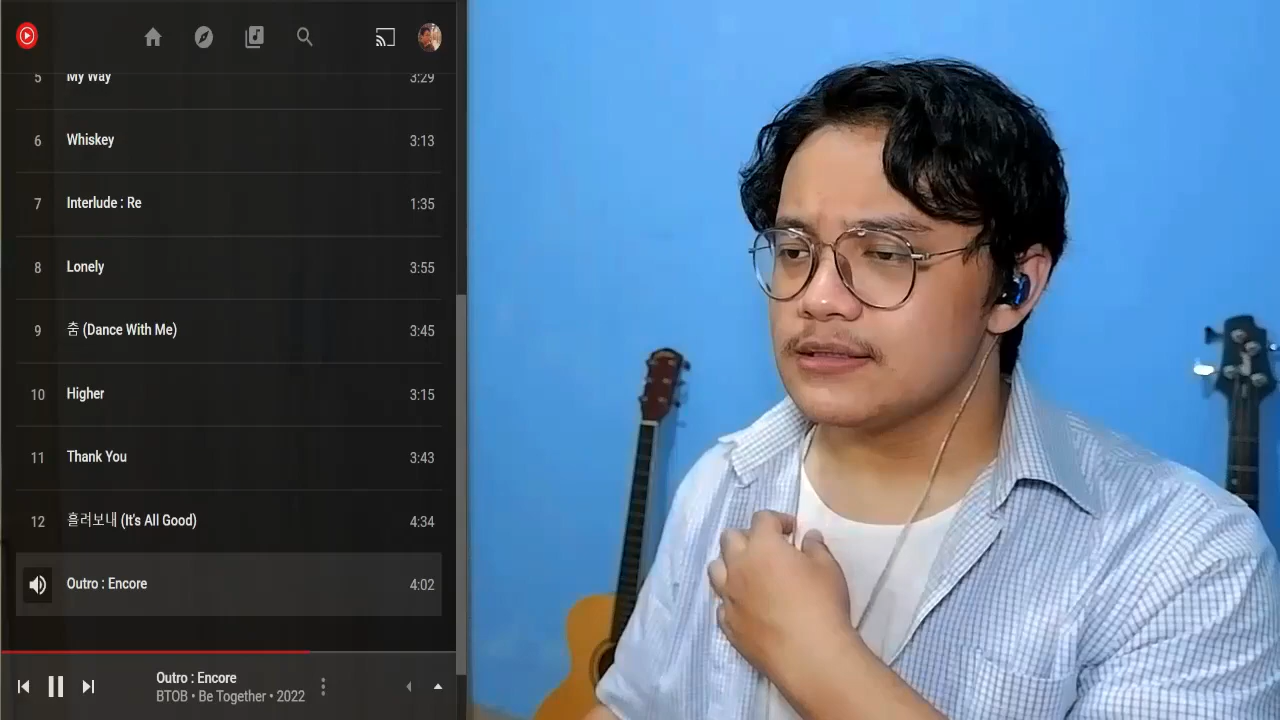 5 My Way 3:29
6 Whiskey 3:13
7 Interlude : Re 1:35
8 Lonely 3:55
9 춤 (Dance With Me) 3:45
10 Higher 3:15
11 Thank You 3:43
12 흘러보내 (It's All Good) 4:34
Outro : Encore 4:02
Outro : Encore
BTOB • Be Together • 2022